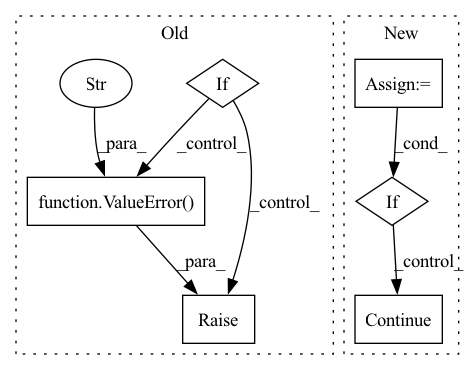 Old
New
Str
If
Assign:=
_para_
_control_
_cond_
function.ValueError()
_control_
If
_para_
_control_
Raise
Continue